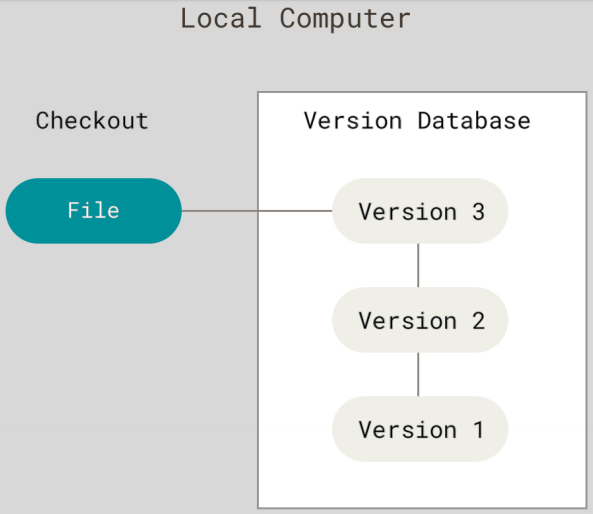 Local Computer
Checkout
Version Database
File
Version 3
Version 2
Version 1